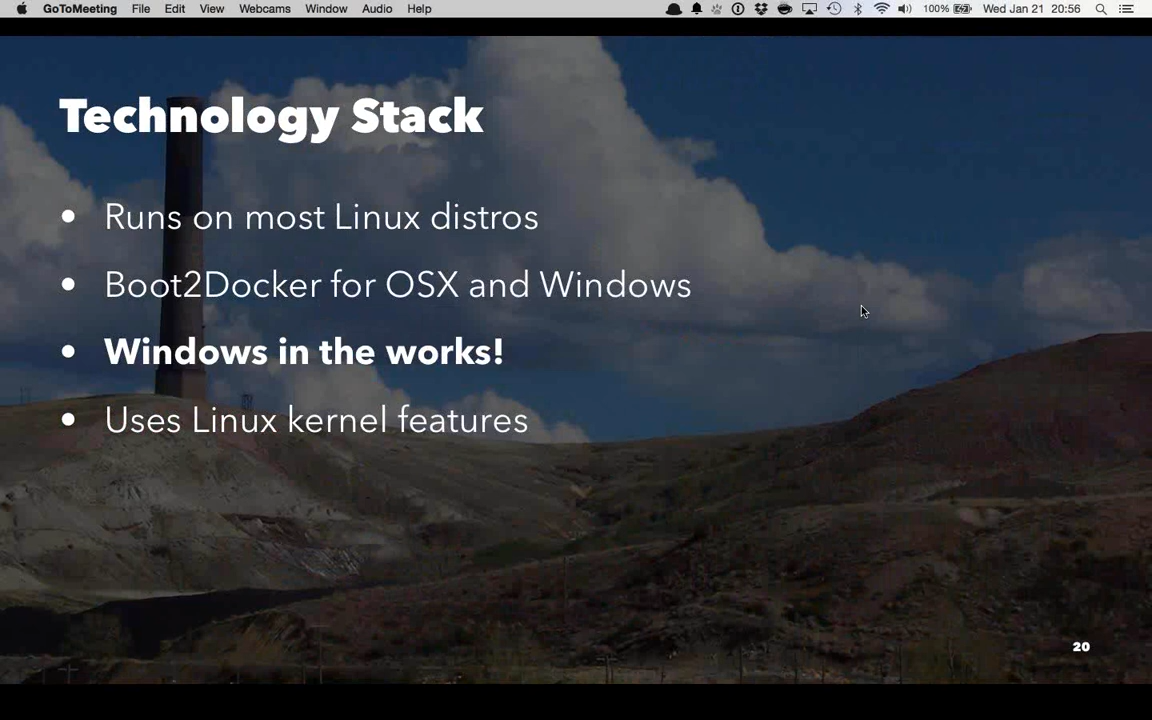 GoToMeeting File Edit View Webcams Window Audio Help 100% Wed Jan 21 20:56
Technology Stack
• Runs on most Linux distros
• Boot2Docker for OSX and Windows
• Windows in the works!
• Uses Linux kernel features
20